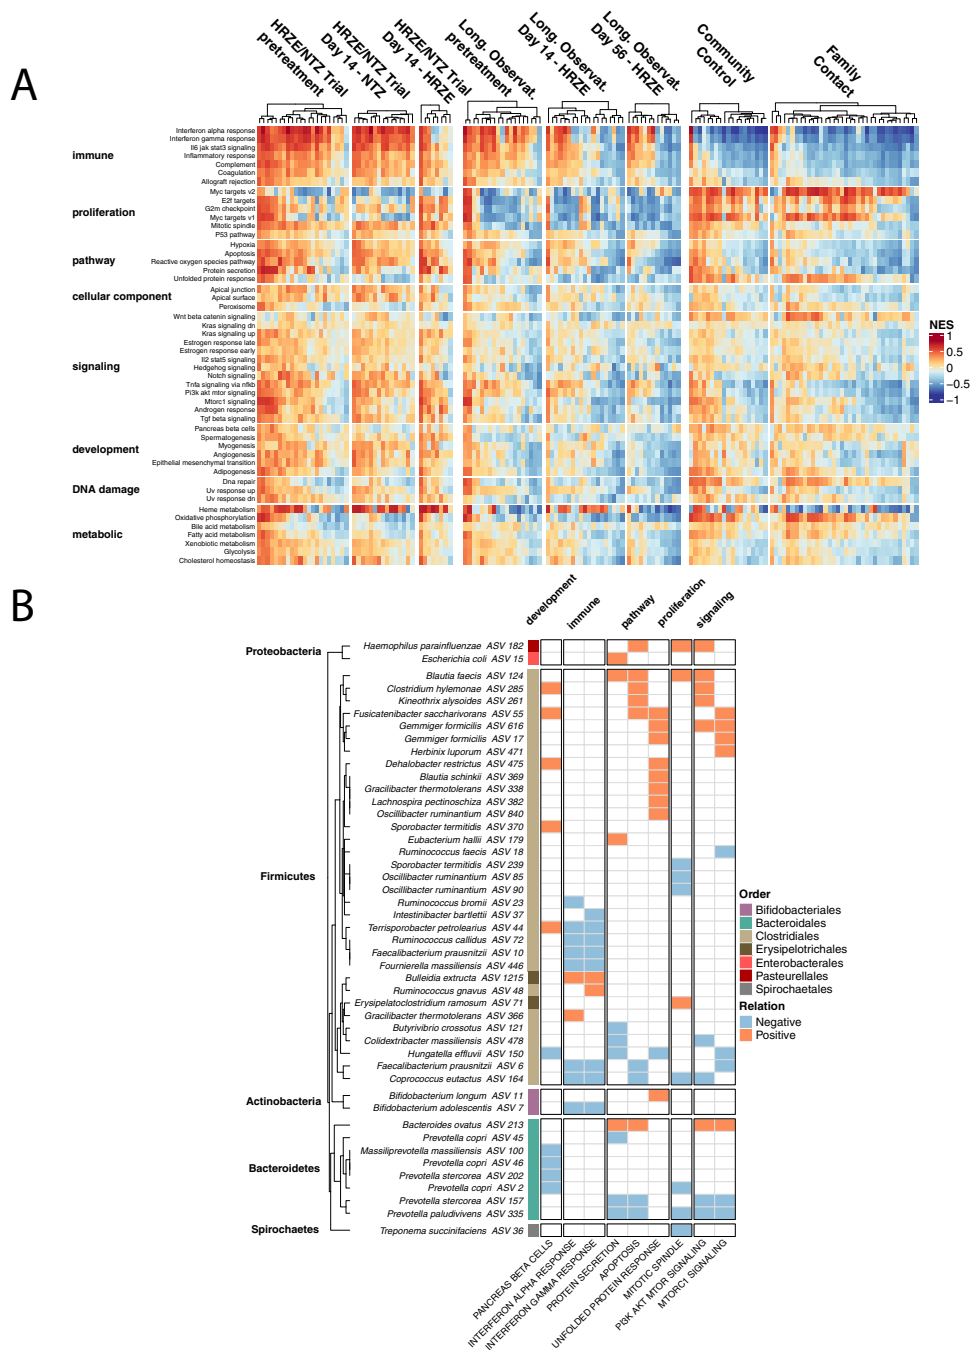 A
HRZE/NTZ Trial
pretreatment
HRZE/NTZ Trial
Day 14 - NTZ
HRZE/NTZ Trial
Day 14 - HRZE
Long. Observat.
pretreatment
Long. Observat.
Day 14 - HRZE
Long. Observat.
Day 56 - HRZE
Community
Control
Family
Contact
immune
Interferon alpha response
Interferon gamma response
Il6 jak stat3 signaling
Inflammatory response
Complement
Coagulation
Allograft rejection
proliferation
Myc targets v2
E2f targets
G2m checkpoint
Myc targets v1
Mitotic spindle
P53 pathway
pathway
Hypoxia
Apoptosis
Reactive oxygen species pathway
Protein secretion
Unfolded protein response
cellular component
Apical junction
Apical surface
Peroxisome
signaling
Wnt beta catenin signaling
Kras signaling dn
Kras signaling up
Estrogen response late
Estrogen response early
Il2 stat5 signaling
Hedgehog signaling
Notch signaling
Tnfa signaling via nfkb
Pi3k akt mtor signaling
Mtorc1 signaling
Androgen response
Tgf beta signaling
development
Pancreas beta cells
Spermatogenesis
Myogenesis
Angiogenesis
Epithelial mesenchymal transition
Adipogenesis
DNA damage
Dna repair
Uv response up
Uv response dn
metabolic
Heme metabolism
Oxidative phosphorylation
Bile acid metabolism
Fatty acid metabolism
Xenobiotic metabolism
Glycolysis
Cholesterol homeostasis
NES
1
0.5
0
−0.5
−1
B
development
immune
pathway
proliferation
signaling
Proteobacteria
Haemophilus parainfluenzae ASV 182
Escherichia coli ASV 15
Firmicutes
Blautia faecis ASV 124
Clostridium hylemonae ASV 285
Kineothrix alysoides ASV 261
Fusicatenibacter saccharivorans ASV 55
Gemmiger formicilis ASV 616
Gemmiger formicilis ASV 17
Herbinix luporum ASV 471
Dehalobacter restrictus ASV 475
Blautia schinkii ASV 369
Gracilibacter thermotolerans ASV 338
Lachnospira pectinoschiza ASV 382
Oscillibacter ruminantium ASV 840
Sporobacter termitidis ASV 370
Eubacterium hallii ASV 179
Ruminococcus faecis ASV 18
Sporobacter termitidis ASV 239
Oscillibacter ruminantium ASV 85
Oscillibacter ruminantium ASV 90
Ruminococcus bromii ASV 23
Intestinibacter bartlettii ASV 37
Terrisporobacter petrolearius ASV 44
Ruminococcus callidus ASV 72
Faecalibacterium prausnitzii ASV 10
Fournierella massiliensis ASV 446
Bulleidia extructa ASV 1215
Ruminococcus gnavus ASV 48
Erysipelatoclostridium ramosum ASV 71
Gracilibacter thermotolerans ASV 366
Butyrivibrio crossotus ASV 121
Colidextribacter massiliensis ASV 478
Hungatella effluvii ASV 150
Faecalibacterium prausnitzii ASV 6
Coprococcus eutactus ASV 164
Actinobacteria
Bifidobacterium longum ASV 11
Bifidobacterium adolescentis ASV 7
Bacteroidetes
Bacteroides ovatus ASV 213
Prevotella copri ASV 45
Massiliprevotella massiliensis ASV 100
Prevotella copri ASV 46
Prevotella stercorea ASV 202
Prevotella copri ASV 2
Prevotella stercorea ASV 157
Prevotella paludivivens ASV 335
Spirochaetes
Treponema succinifaciens ASV 36
Order
Bifidobacteriales
Bacteroidales
Clostridiales
Erysipelotrichales
Enterobacterales
Pasteurellales
Spirochaetales
Relation
Negative
Positive
PANCREAS BETA CELLS
INTERFERON ALPHA RESPONSE
INTERFERON GAMMA RESPONSE
PROTEIN SECRETION
APOPTOSIS
UNFOLDED PROTEIN RESPONSE
MITOTIC SPINDLE
PI3K AKT MTOR SIGNALING
MTORC1 SIGNALING